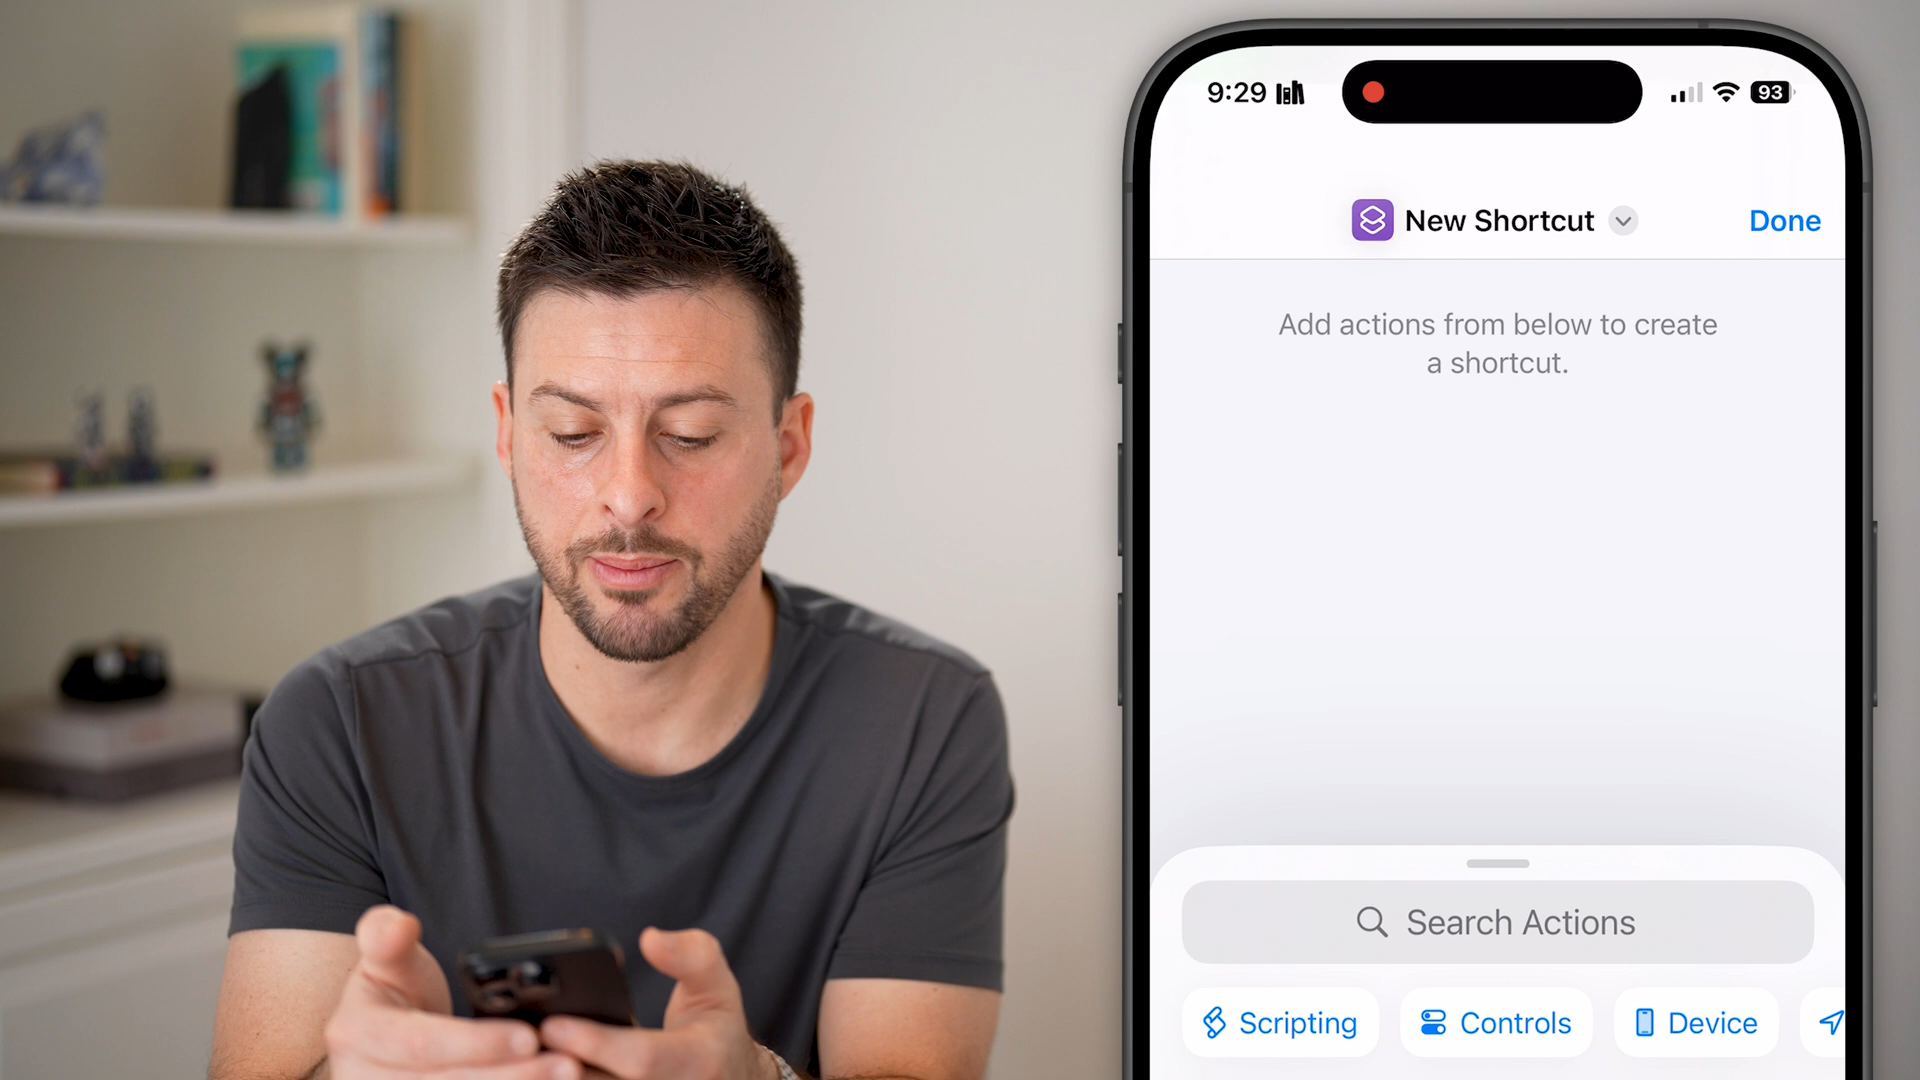 9:29
93
New Shortcut
Done
Add actions from below to create
a shortcut.
Search Actions
Scripting
Controls
Device